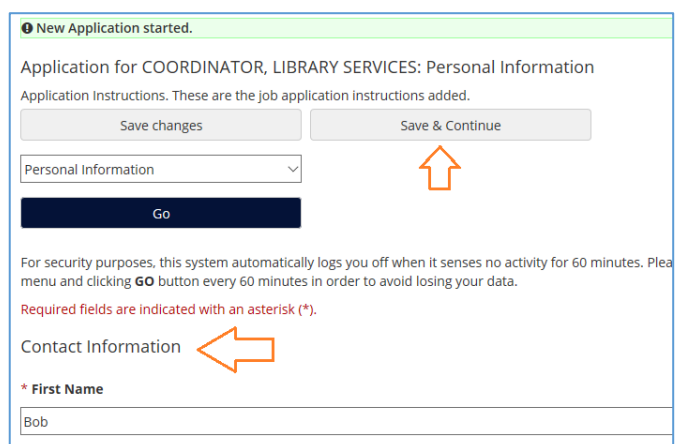 New Application started.
Application for COORDINATOR, LIBRARY SERVICES: Personal Information
Application Instructions. These are the job application instructions added.
Save changes
Save & Continue
Personal Information
Go
For security purposes, this system automatically logs you off when it senses no activity for 60 minutes.
menu and clicking GO button every 60 minutes in order to avoid losing your data.
Required fields are indicated with an asterisk (*).
Contact Information
* First Name
Bob